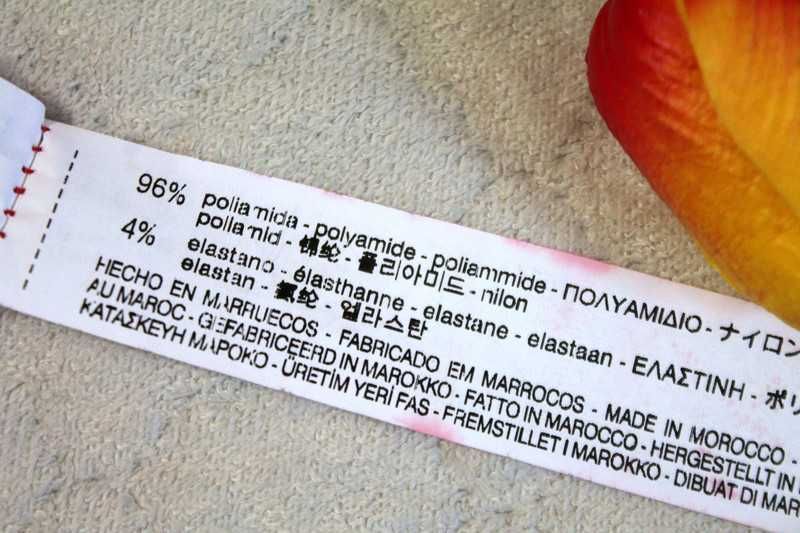 96% poliamida - polyamide - poliammide - ΠΟΛΥΑΜΙΔΙΟ - ナイロン
poliamid - 锦纶 - 폴리아미드 - nilon
4% elastano - élasthanne - elastane - elastaan - ΕΛΑΣΤΙΝΗ - ポリ
elastan - 氨纶 - 엘라스탄
HECHO EN MARRUECOS - FABRICADO EM MARROCOS - MADE IN MOROCCO -
AU MAROC - GEFABRICEERD IN MAROKKO - FATTO IN MAROCCO - HERGESTELLT IN
ΚΑΤΑΣΚΕΥΗ ΜΑΡΟΚΟ - ÜRETİM YERİ FAS - FREMSTILLET I MAROKKO - DIBUAT DI MAR